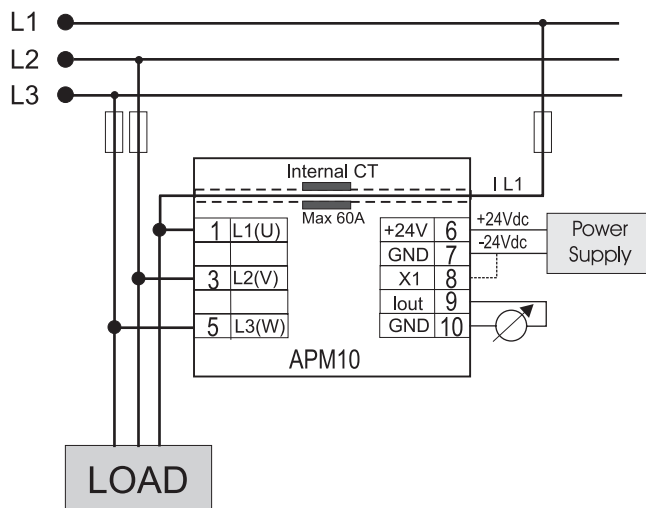 L1
L2
L3
Internal CT
I L1
Max 60A
1 L1(U)
3 L2(V)
5 L3(W)
+24V 6
GND 7
X1 8
Iout 9
GND 10
+24Vdc
-24Vdc
Power
Supply
APM10
LOAD